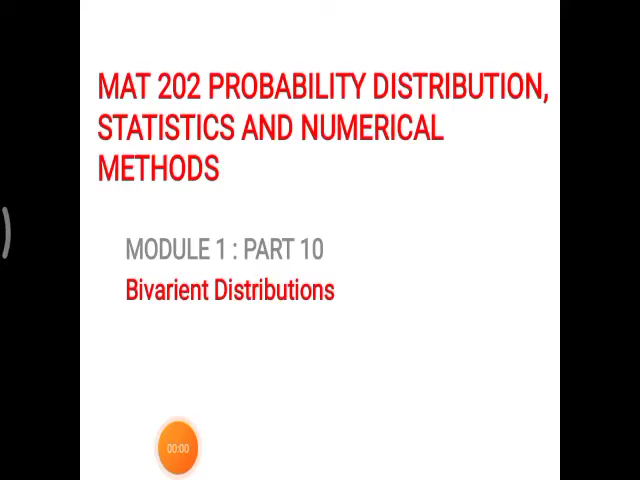 MAT 202 PROBABILITY DISTRIBUTION,
STATISTICS AND NUMERICAL
METHODS
MODULE 1 : PART 10
Bivarient Distributions
00:00